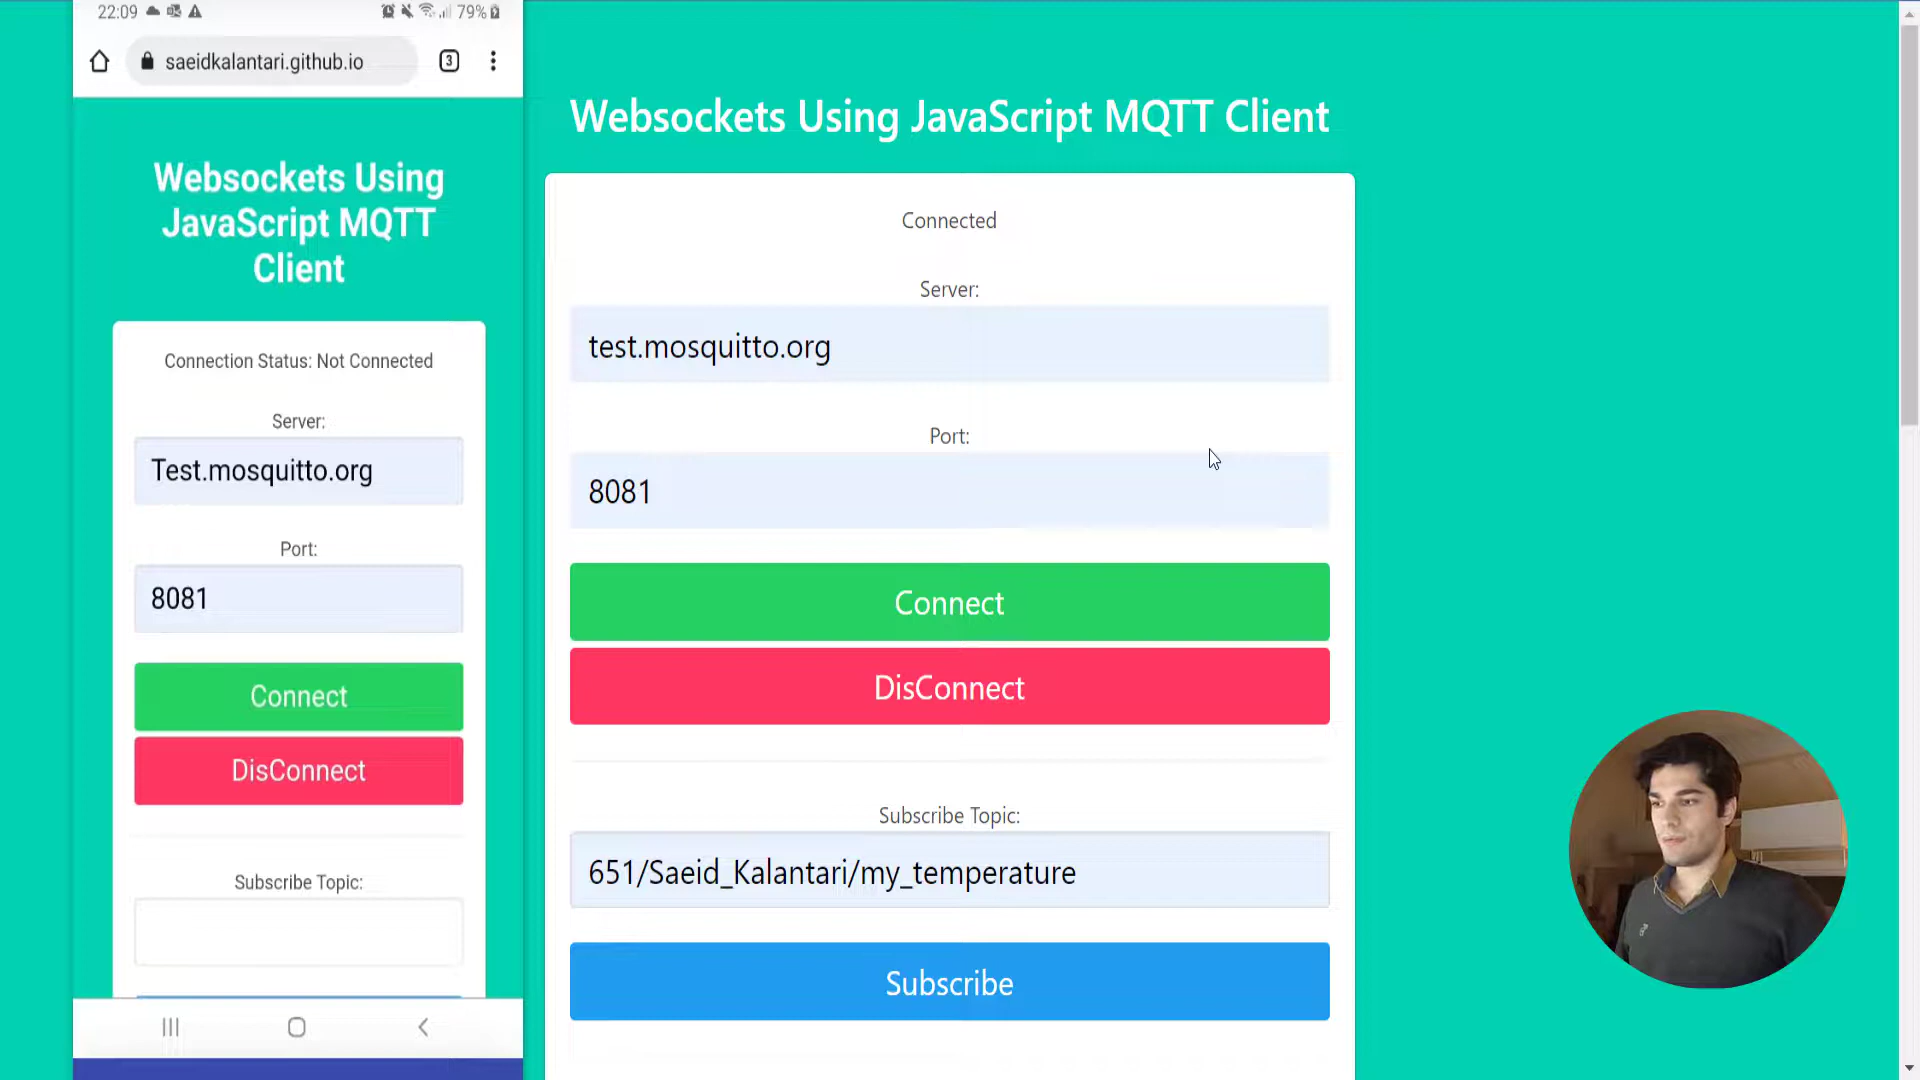 22:09
79%
saeidkalantari.github.io
3
Websockets Using
JavaScript MQTT
Client
Connection Status: Not Connected
Server:
Test.mosquitto.org
Port:
8081
Connect
DisConnect
Subscribe Topic:
Websockets Using JavaScript MQTT Client
Connected
Server:
test.mosquitto.org
Port:
8081
Connect
DisConnect
Subscribe Topic:
651/Saeid_Kalantari/my_temperature
Subscribe